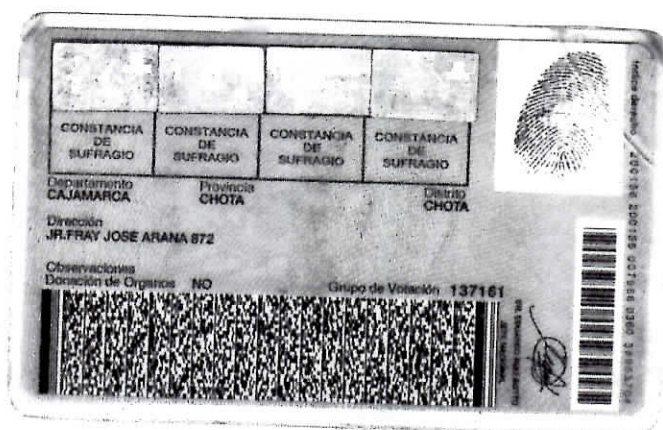 CONSTANCIA DE SUFRAGIO
CONSTANCIA DE SUFRAGIO
CONSTANCIA DE SUFRAGIO
CONSTANCIA DE SUFRAGIO
Departamento Provincia Distrito
CAJAMARCA CHOTA CHOTA
Dirección
JR.FRAY JOSE ARANA 872
Observaciones
Donación de Organos NO Grupo de Votación 137161
Indice Derecho